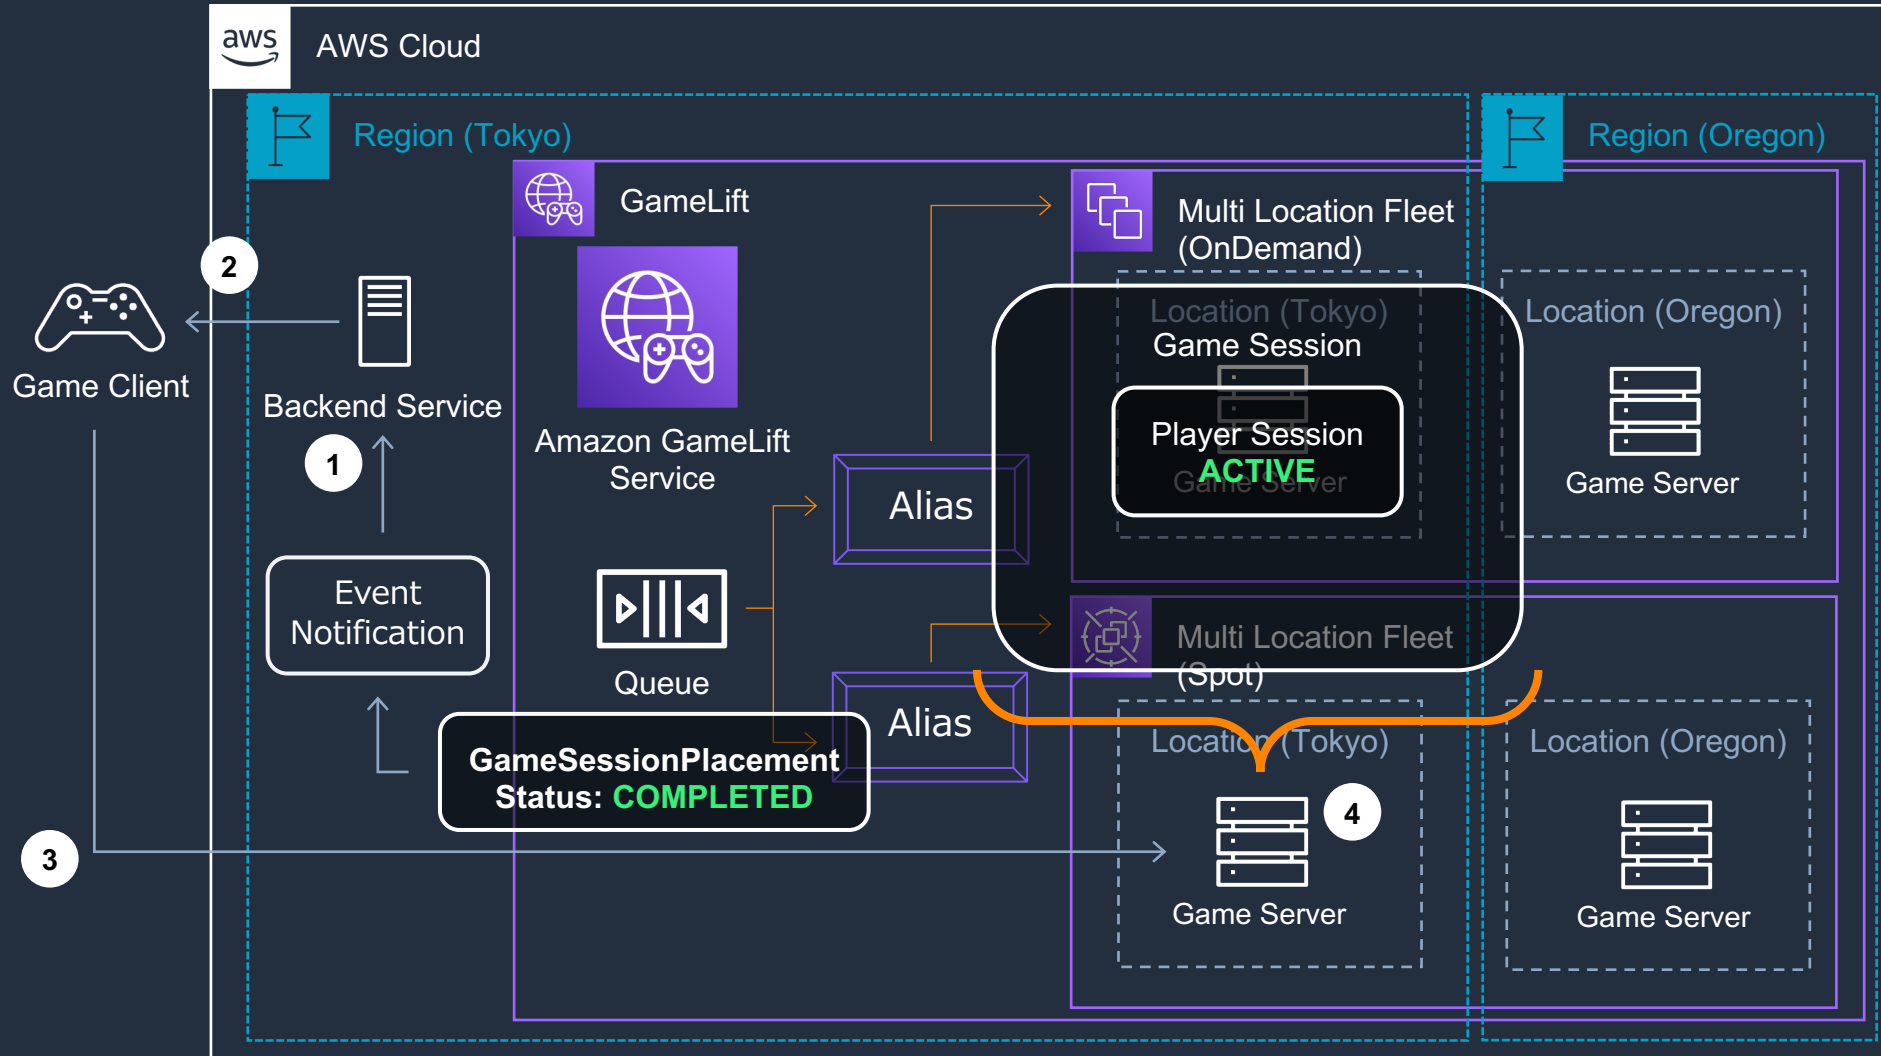 aws
AWS Cloud
Region (Tokyo)
Region (Oregon)
GameLift
Multi Location Fleet
(OnDemand)
2
Location (Tokyo)
Location (Oregon)
Game Session
Game Client
Backend Service
Amazon GameLift
Service
Player Session
ACTIVE
Game Server
Game Server
1
Alias
Event
Notification
Queue
Multi Location Fleet
(Spot)
Alias
GameSessionPlacement
Status: COMPLETED
Location (Tokyo)
Location (Oregon)
4
3
Game Server
Game Server